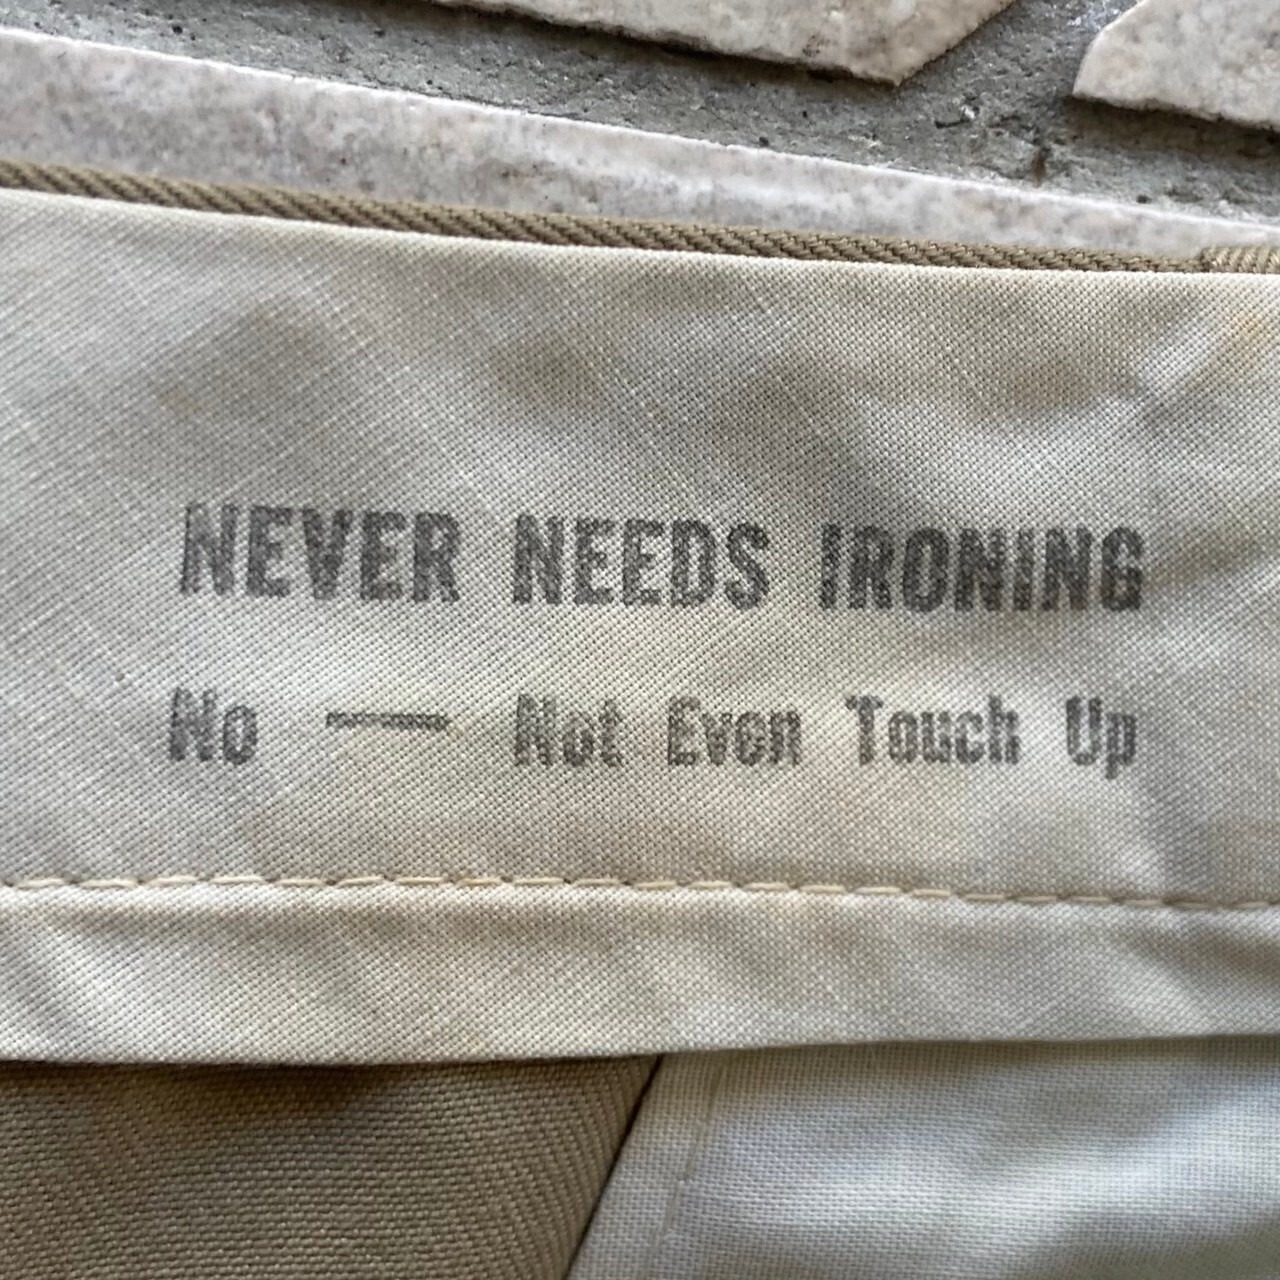 NEVER NEEDS IRONING
No — Not Even Touch Up